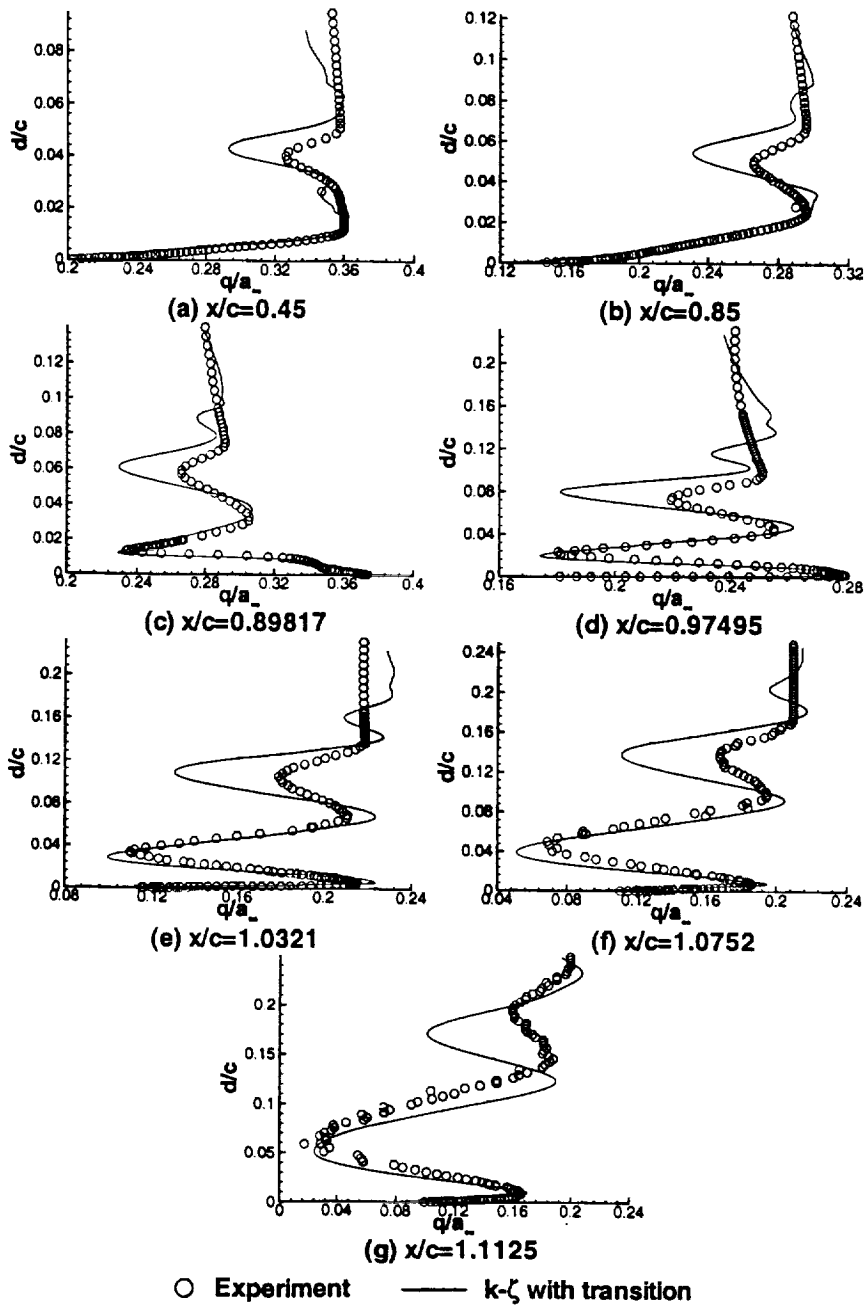 0.08
0.06
0.04
0.02
0
d/c
0.2 0.24 0.28 0.32 0.36 0.4
q/a∞
(a) x/c=0.45
0.12
0.1
0.08
0.06
0.04
0.02
0
d/c
0.12 0.16 0.2 0.24 0.28 0.32
q/a∞
(b) x/c=0.85
0.12
0.1
0.08
0.06
0.04
0.02
0
d/c
0.2 0.24 0.28 0.32 0.36 0.4
q/a∞
(c) x/c=0.89817
0.2
0.16
0.12
0.08
0.04
0
d/c
0.16 0.2 0.24 0.28
q/a∞
(d) x/c=0.97495
0.2
0.16
0.12
0.08
0.04
0
d/c
0.08 0.12 0.16 0.2 0.24
q/a∞
(e) x/c=1.0321
0.24
0.2
0.16
0.12
0.08
0.04
0
d/c
0.04 0.08 0.12 0.16 0.2 0.24
q/a∞
(f) x/c=1.0752
0.2
0.15
0.1
0.05
0
d/c
0 0.04 0.08 0.12 0.16 0.2 0.24
q/a∞
(g) x/c=1.1125
Experiment
k-ζ with transition